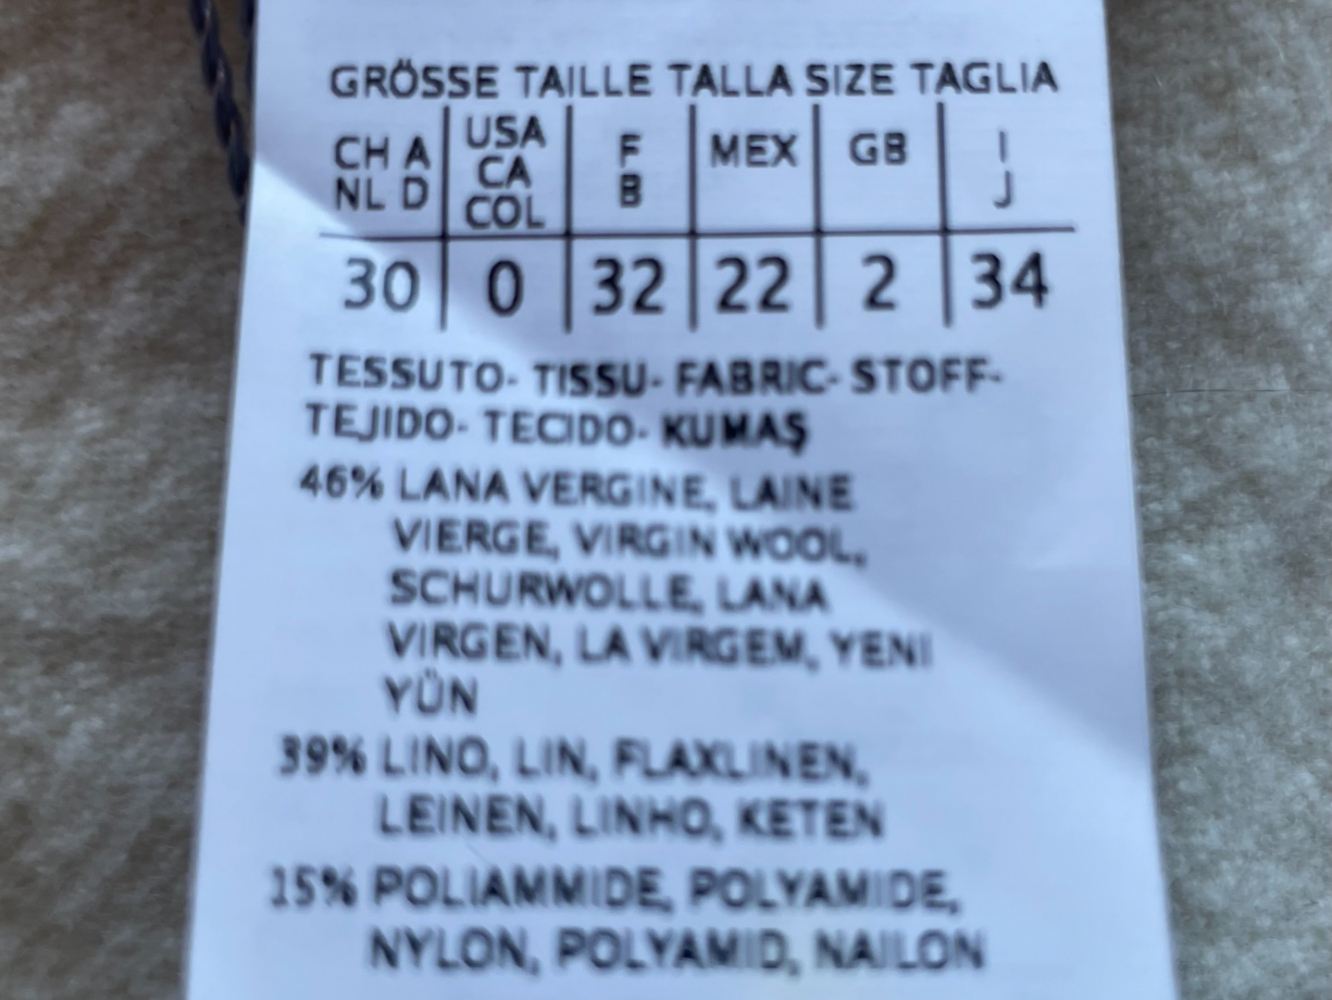 GRÖSSE TAILLE TALLA SIZE TAGLIA
CH A NL D | USA CA COL | F B | MEX | GB | I J
30 | 0 | 32 | 22 | 2 | 34
TESSUTO- TISSU- FABRIC- STOFF-
TEJIDO- TECIDO- KUMAŞ
46% LANA VERGINE, LAINE
VIERGE, VIRGIN WOOL,
SCHURWOLLE, LANA
VIRGEN, LA VIRGEM, YENI
YÜN
39% LINO, LIN, FLAXLINEN,
LEINEN, LINHO, KETEN
15% POLIAMMIDE, POLYAMIDE,
NYLON, POLYAMID, NAILON